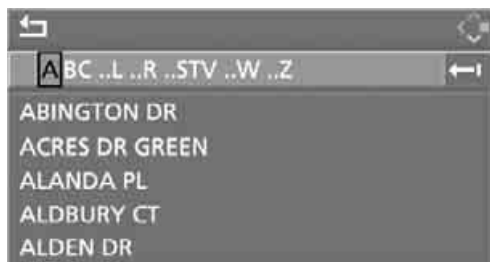 ABC ..L ..R ..STV ..W ..Z
ABINGTON DR
ACRES DR GREEN
ALANDA PL
ALDBURY CT
ALDEN DR